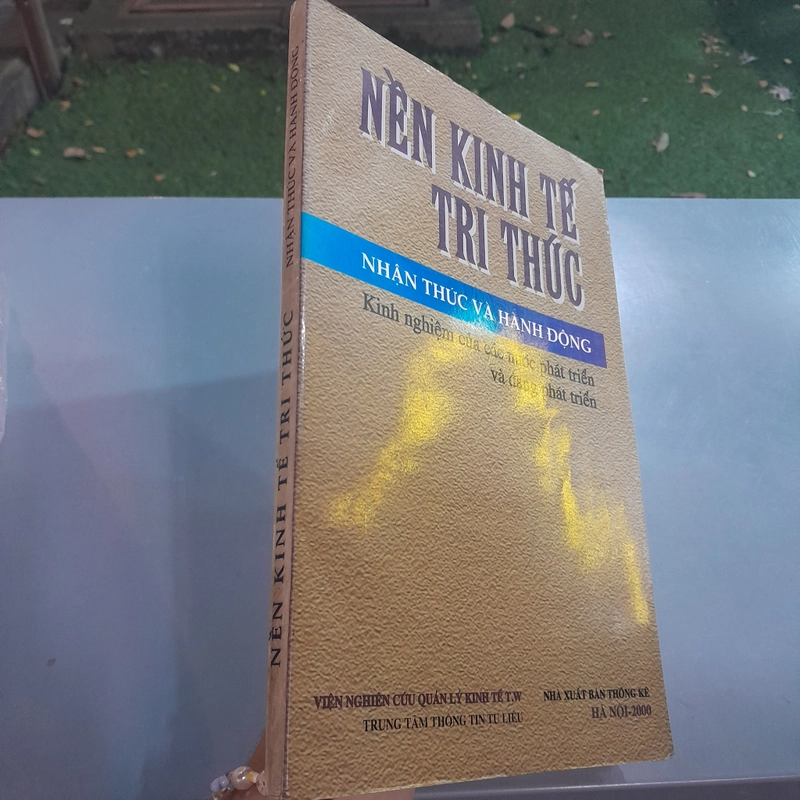 NỀN KINH TẾ
TRI THỨC
NHẬN THỨC VÀ HÀNH ĐỘNG
Kinh nghiệm của các nước phát triển
và đang phát triển
VIỆN NGHIÊN CỨU QUẢN LÝ KINH TẾ T.W
TRUNG TÂM THÔNG TIN TƯ LIỆU
NHÀ XUẤT BẢN THỐNG KÊ
HÀ NỘI-2000
NỀN KINH TẾ TRI THỨC NHẬN THỨC VÀ HÀNH ĐỘNG